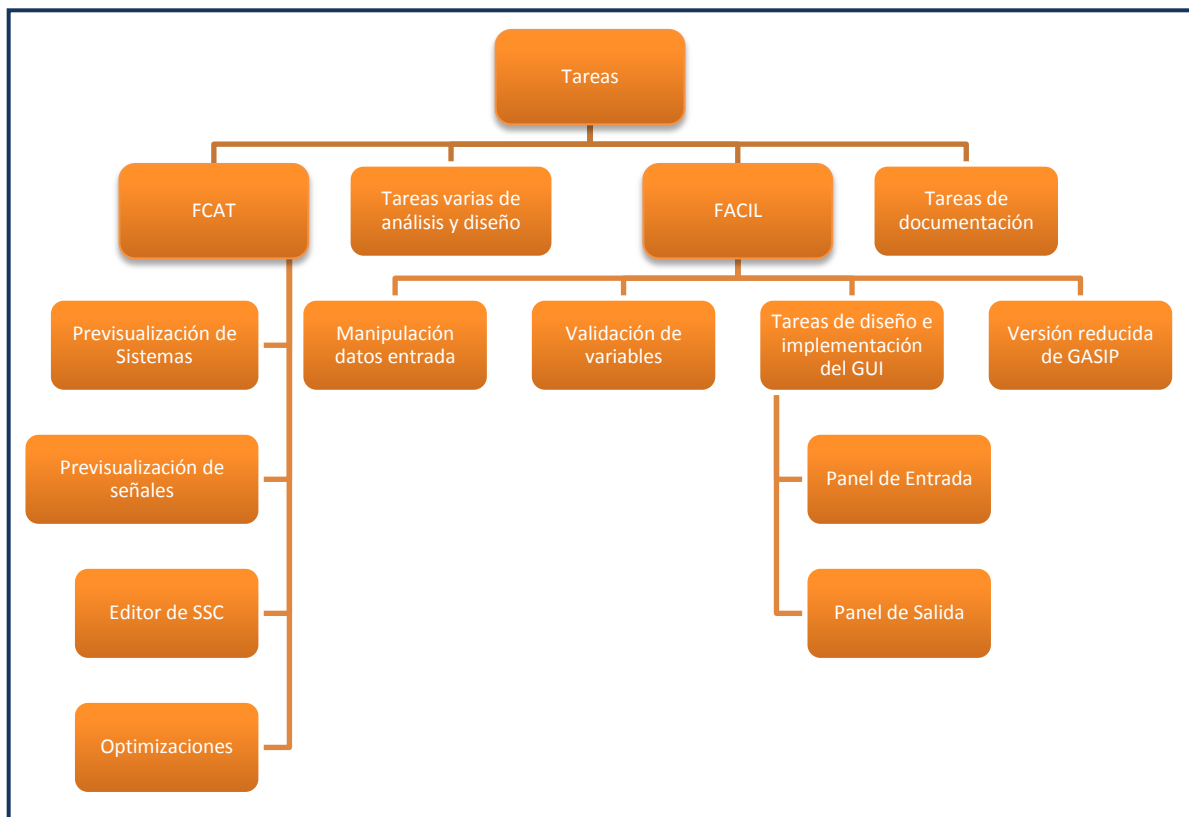 Tareas
FCAT
Tareas varias de
análisis y diseño
FACIL
Tareas de
documentación
Previsualización de
Sistemas
Manipulación
datos entrada
Validación de
variables
Tareas de diseño e
implementación
del GUI
Versión reducida
de GASIP
Previsualización de
señales
Panel de Entrada
Editor de SSC
Panel de Salida
Optimizaciones